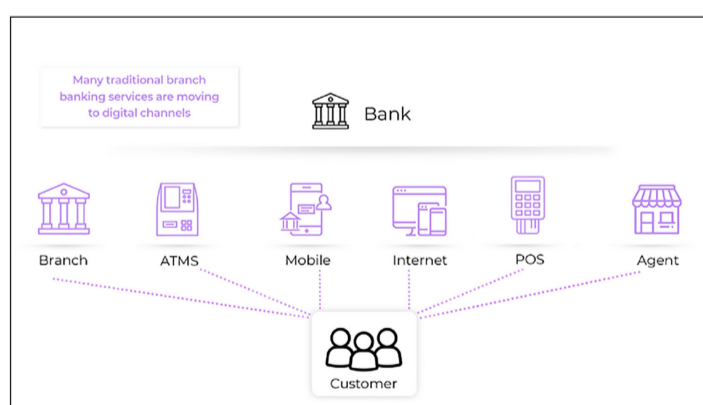 Many traditional branch
banking services are moving
to digital channels
Bank
Branch
ATMS
Mobile
Internet
POS
Agent
Customer